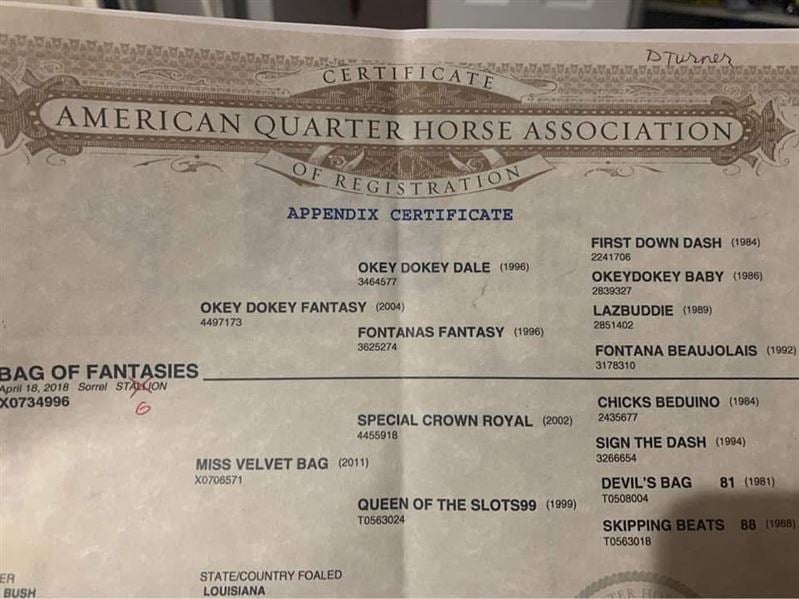 DTurner
CERTIFICATE
AMERICAN QUARTER HORSE ASSOCIATION
OF REGISTRATION
APPENDIX CERTIFICATE
FIRST DOWN DASH (1984)
2241706
OKEY DOKEY DALE (1996)
3464577
OKEYDOKEY BABY (1986)
2839327
OKEY DOKEY FANTASY (2004)
4497173
LAZBUDDIE (1989)
2851402
FONTANAS FANTASY (1996)
3625274
FONTANA BEAUJOLAIS (1992)
3178310
BAG OF FANTASIES
April 18, 2018 Sorrel STALLION
X0734996
G
CHICKS BEDUINO (1984)
2435677
SPECIAL CROWN ROYAL (2002)
4455918
SIGN THE DASH (1994)
3266654
MISS VELVET BAG (2011)
X0706571
DEVIL'S BAG 81 (1981)
T0508004
QUEEN OF THE SLOTS99 (1999)
T0563024
SKIPPING BEATS 88 (1988)
T0563018
ER
BUSH
STATE/COUNTRY FOALED
LOUISIANA